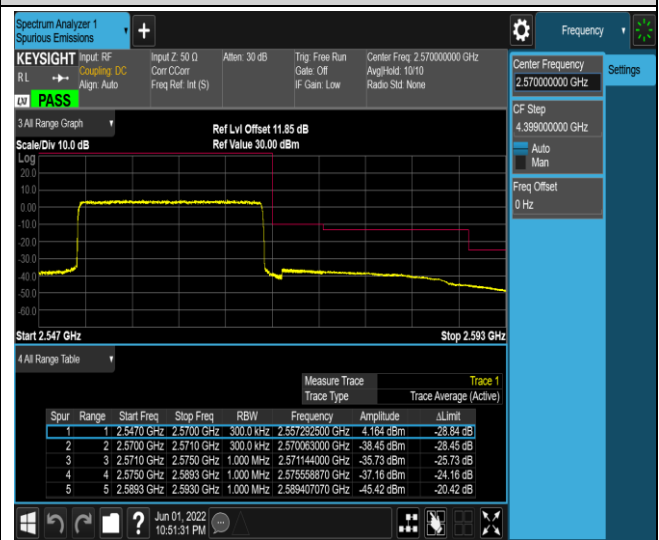 Spectrum Analyzer 1
Spurious Emissions
+
Frequency
KEYSIGHT Input: RF Input Z: 50 Ω Atten: 30 dB Trig: Free Run Center Freq: 2.570000000 GHz
RL Coupling: DC Corr CCorr Gate: Off Avg|Hold: 10/10
Align: Auto Freq Ref: Int (S) IF Gain: Low Radio Std: None
LXI PASS
3 All Range Graph
Ref Lvl Offset 11.85 dB
Scale/Div 10.0 dB Ref Value 30.00 dBm
Log
20.0
10.0
0.00
-10.0
-20.0
-30.0
-40.0
-50.0
-60.0
Start 2.547 GHz Stop 2.593 GHz
4 All Range Table
Measure Trace Trace 1
Trace Type Trace Average (Active)
Spur Range Start Freq Stop Freq RBW Frequency Amplitude ΔLimit
1 1 2.5470 GHz 2.5700 GHz 300.0 kHz 2.557292500 GHz 4.164 dBm -28.84 dB
2 2 2.5700 GHz 2.5710 GHz 300.0 kHz 2.570063000 GHz -38.45 dBm -28.45 dB
3 3 2.5710 GHz 2.5750 GHz 1.000 MHz 2.571144000 GHz -35.73 dBm -25.73 dB
4 4 2.5750 GHz 2.5893 GHz 1.000 MHz 2.575558870 GHz -37.16 dBm -24.16 dB
5 5 2.5893 GHz 2.5930 GHz 1.000 MHz 2.589407070 GHz -45.42 dBm -20.42 dB
Jun 01, 2022
10:51:31 PM
Center Frequency
2.570000000 GHz
Settings
CF Step
4.399000000 GHz
Auto
Man
Freq Offset
0 Hz